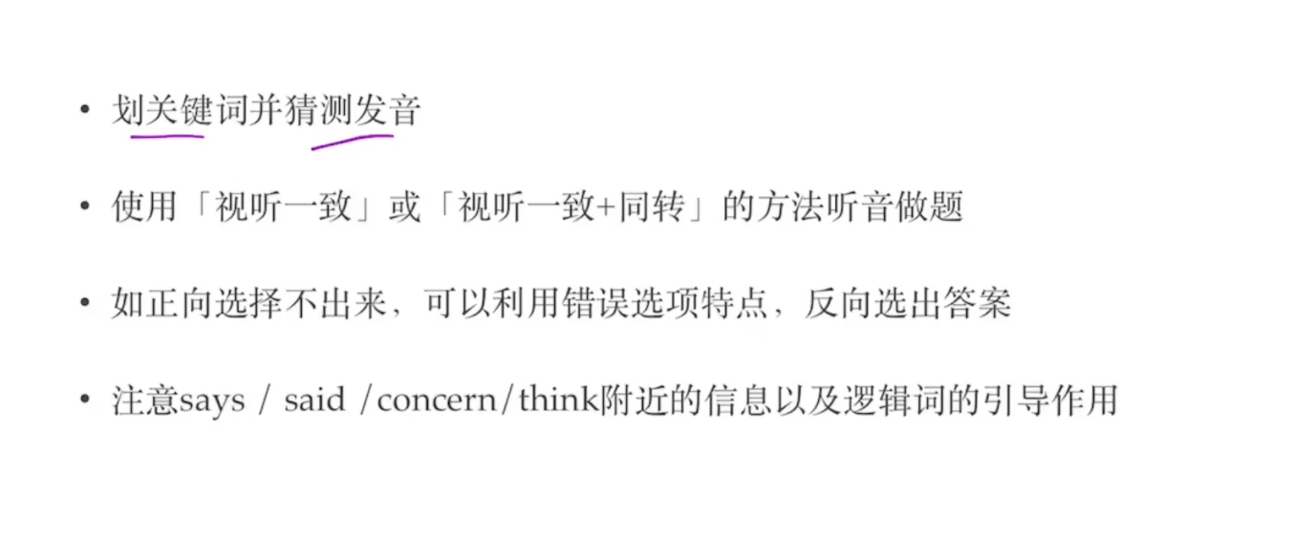 • 划关键词并猜测发音
• 使用「视听一致」或「视听一致+同转」的方法听音做题
• 如正向选择不出来，可以利用错误选项特点，反向选出答案
• 注意says / said /concern/think附近的信息以及逻辑词的引导作用